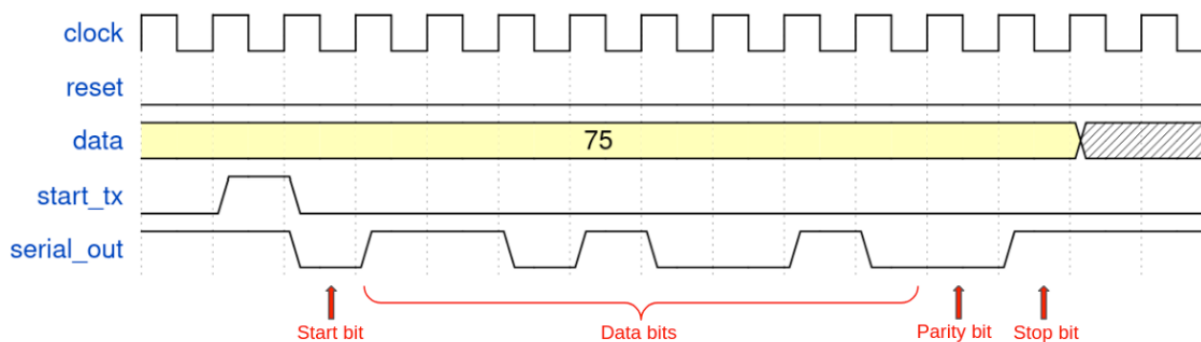 clock
reset
data
75
start_tx
serial_out
Start bit
Data bits
Parity bit
Stop bit